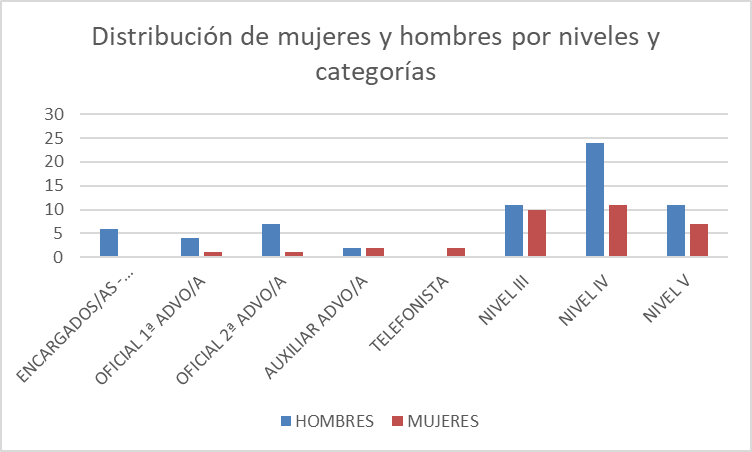 Distribución de mujeres y hombres por niveles y
categorías
30
25
20
15
10
5
0
ENCARGADOS/AS -...
OFICIAL 1ª ADVO/A
OFICIAL 2ª ADVO/A
AUXILIAR ADVO/A
TELEFONISTA
NIVEL III
NIVEL IV
NIVEL V
HOMBRES MUJERES